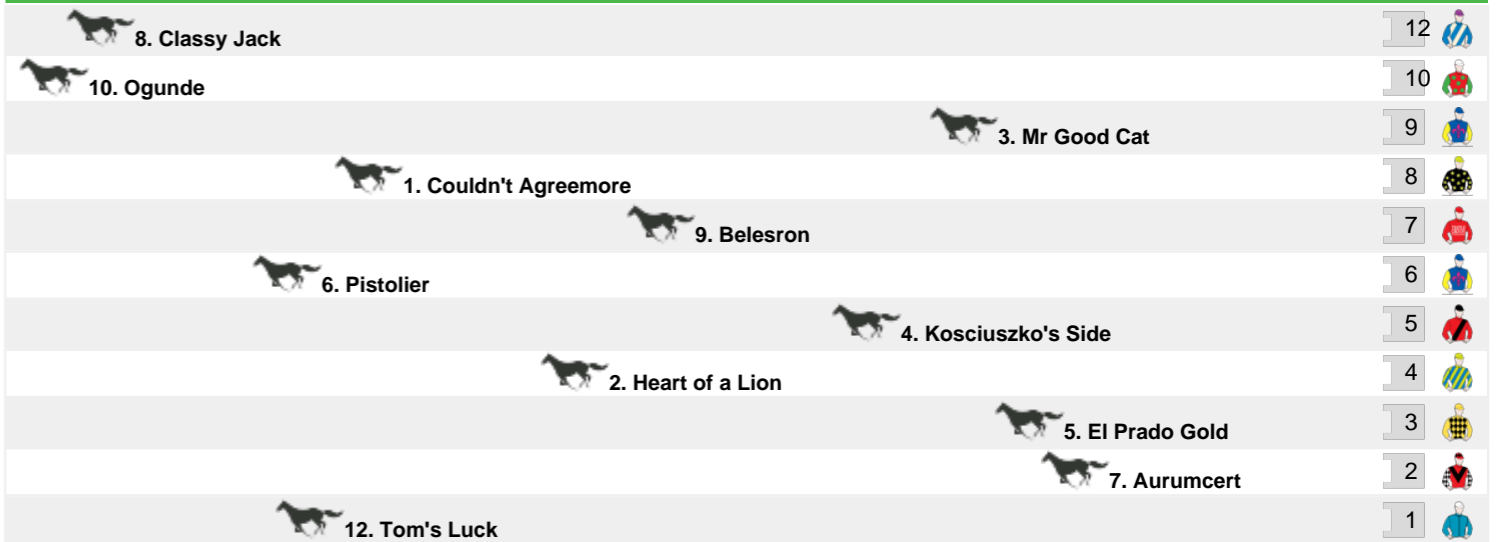 8. Classy Jack 12
10. Ogunde 10
3. Mr Good Cat 9
1. Couldn't Agreemore 8
9. Belesron 7
6. Pistolier 6
4. Kosciuszko's Side 5
2. Heart of a Lion 4
5. El Prado Gold 3
7. Aurumcert 2
12. Tom's Luck 1